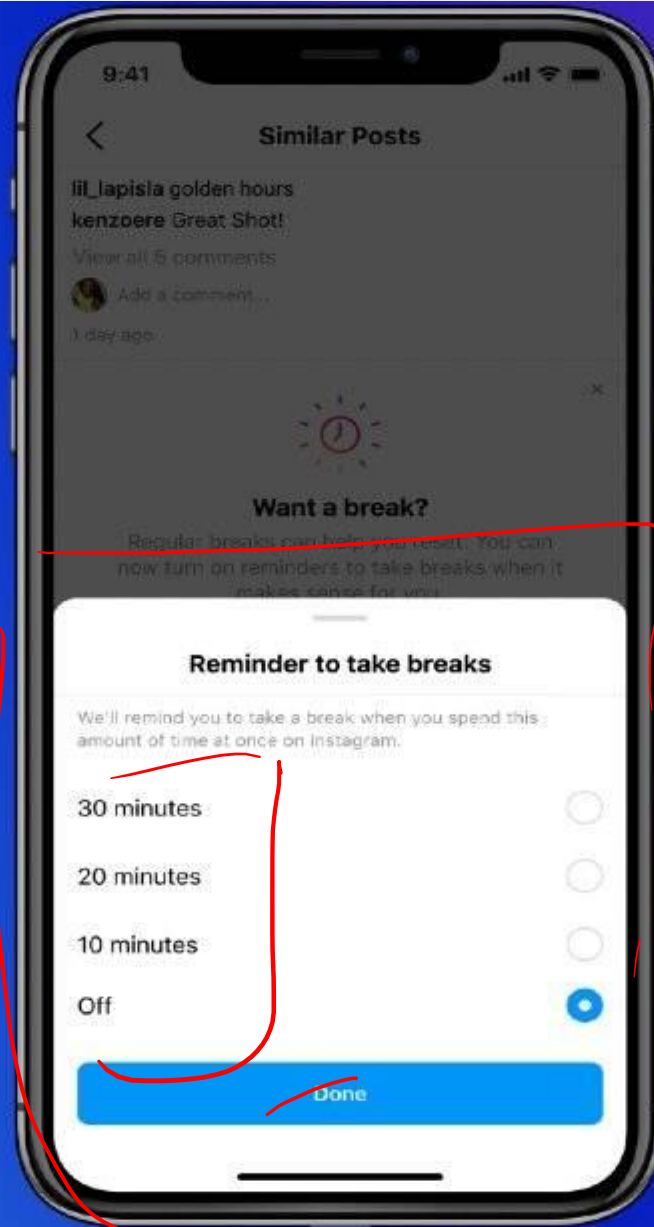 9:41
Similar Posts
lil_lapisla golden hours
kenzoere Great Shot!
View all 5 comments
Add a comment...
1 day ago
Want a break?
Regular breaks can help you reset. You can
now turn on reminders to take breaks when it
makes sense for you
Reminder to take breaks
We'll remind you to take a break when you spend this
amount of time at once on Instagram.
30 minutes
20 minutes
10 minutes
Off
Done